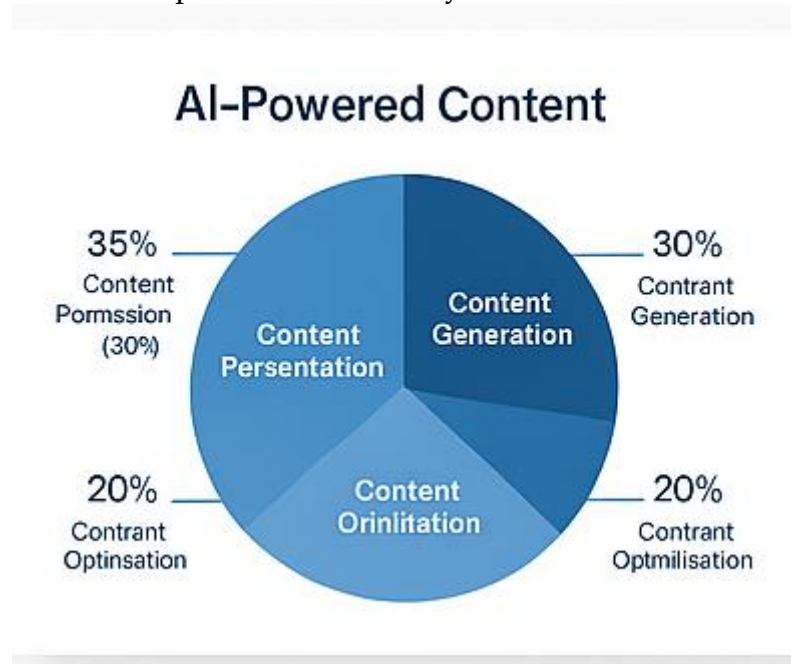 AI-Powered Content
35%
Content
Pormssion
(30%)
30%
Contrant
Generation
Content
Generation
Content
Persentation
Content
Orinlitation
20%
Contrant
Optinsation
20%
Contrant
Optmilisation